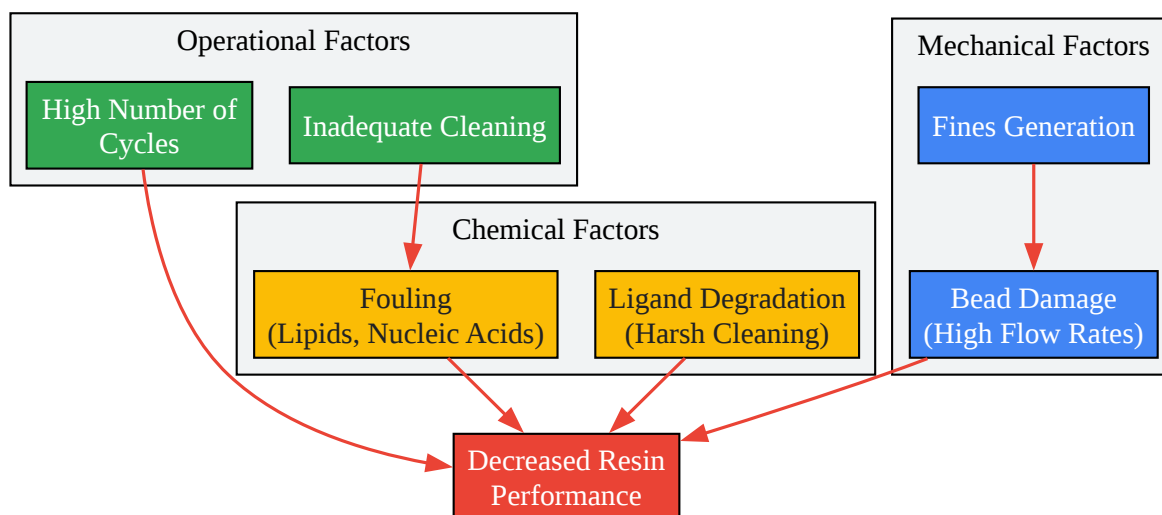 Operational Factors
Mechanical Factors
High Number of
Cycles
Inadequate Cleaning
Fines Generation
Chemical Factors
Fouling
(Lipids, Nucleic Acids)
Ligand Degradation
(Harsh Cleaning)
Bead Damage
(High Flow Rates)
Decreased Resin
Performance